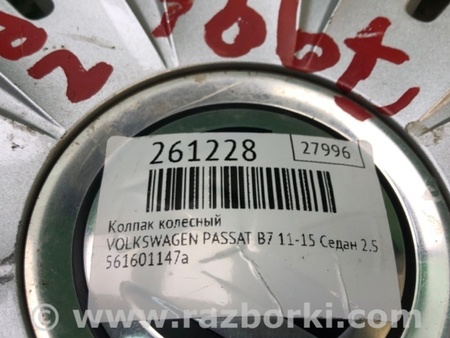 261228
27996
Колпак колесный
VOLKSWAGEN PASSAT B7 11-15 Седан 2.5
561601147a
© www.razborki.com